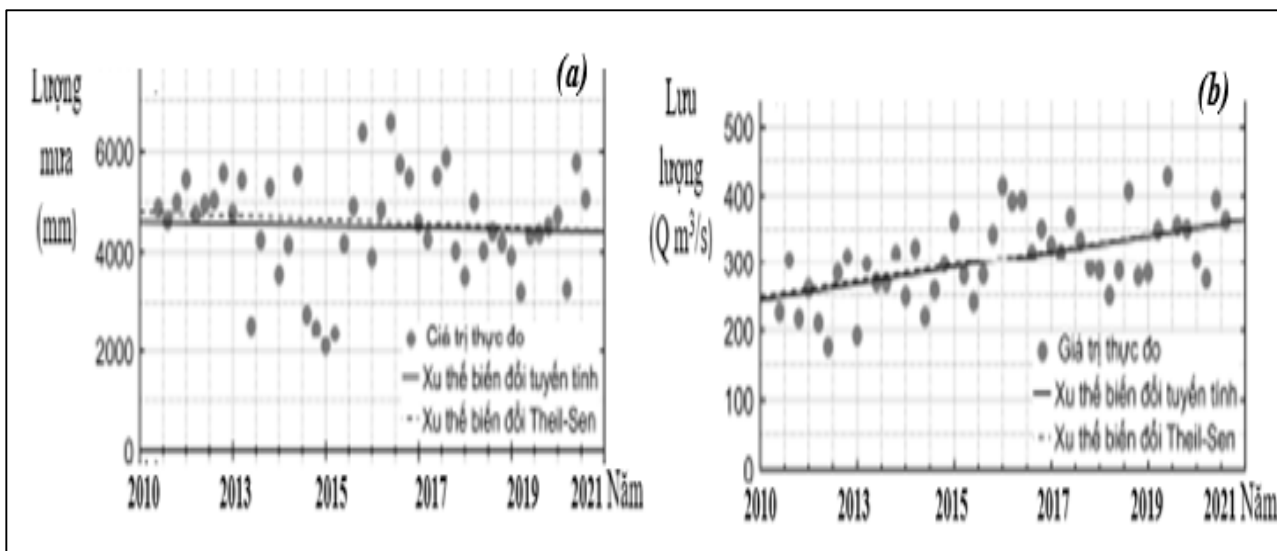 (a)
Lượng
mưa
(mm)
6000
4000
2000
0
Giá trị thực đo
Xu thế biến đổi tuyến tính
Xu thế biến đổi Theil-Sen
2010 2013 2015 2017 2019 2021 Năm
(b)
Lưu
lượng
(Q m³/s)
500
400
300
200
100
0
Giá trị thực đo
Xu thế biến đổi tuyến tính
Xu thế biến đổi Theil-Sen
2010 2013 2015 2017 2019 2021 Năm